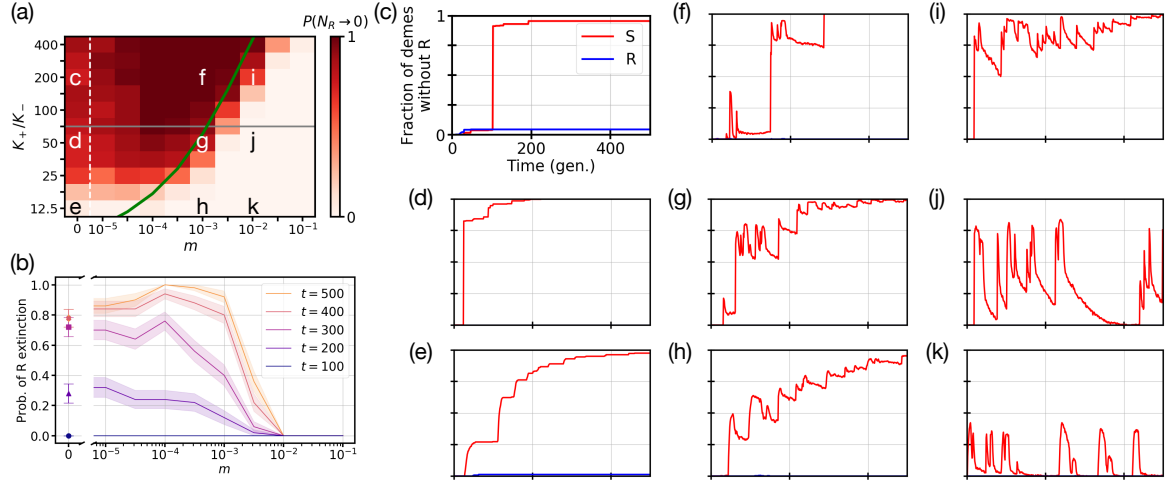 (a)
P(N_R → 0)
K_+/K_-
400
200
100
50
25
12.5
c
d
e
f
g
h
i
j
k
0 10^{-5} 10^{-4} 10^{-3} 10^{-2} 10^{-1}
m
1
0
(b)
Prob. of R extinction
1.0
0.8
0.6
0.4
0.2
0.0
t = 500
t = 400
t = 300
t = 200
t = 100
0 10^{-5} 10^{-4} 10^{-3} 10^{-2} 10^{-1}
m
(c)
Fraction of demes
without R
1
0
S
R
0 200 400
Time (gen.)
(d)
(e)
(f)
(g)
(h)
(i)
(j)
(k)